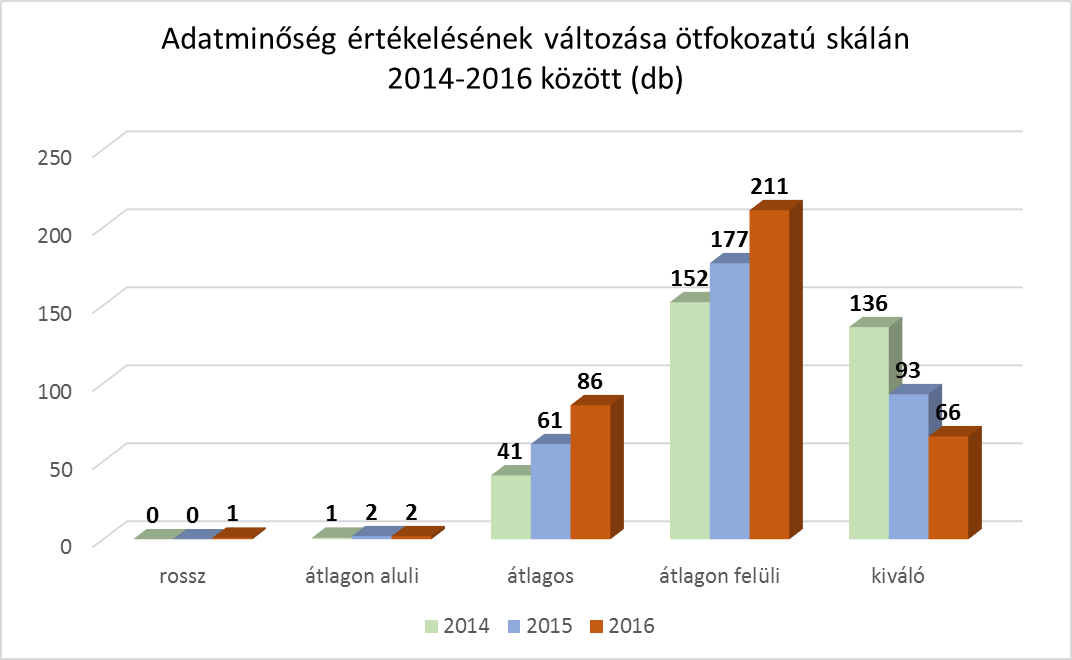 Adatminőség értékelésének változása ötfokozatú skálán
2014-2016 között (db)
250
200
150
100
50
0
0 0 1
1 2 2
41 61 86
152 177 211
136 93 66
rossz átlagon aluli átlagos átlagon felüli kiváló
2014 2015 2016